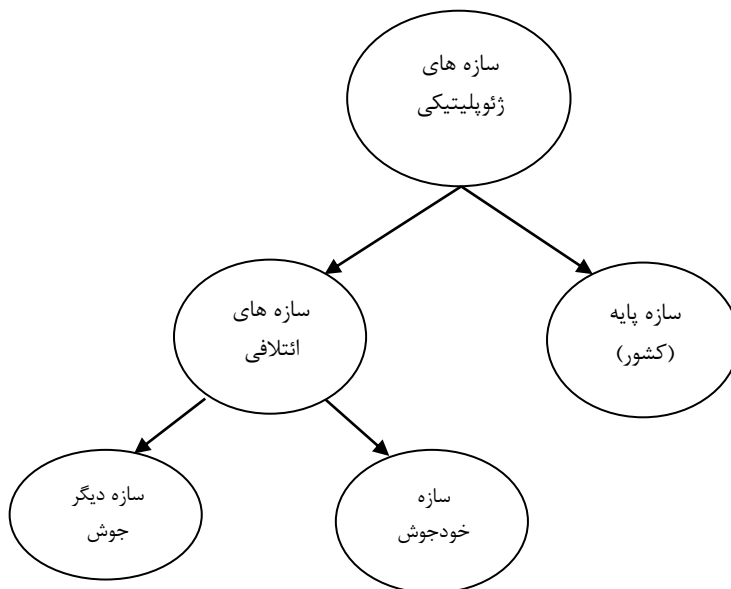 سازه های
ژئوپلیتیکی
سازه پایه
(کشور)
سازه های
ائتلافی
سازه
خودجوش
سازه دیگر
جوش